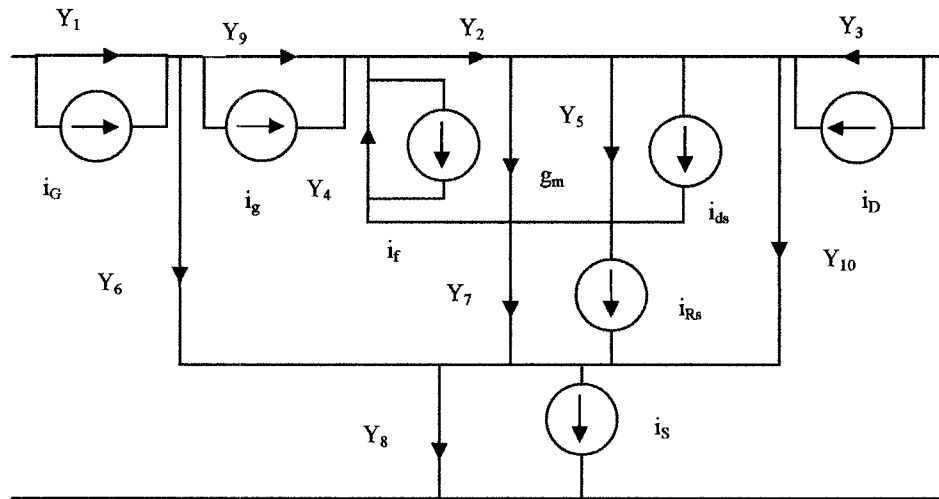 Y1 Y9 Y2 Y3
Y5
iG ig Y4 gm ids iD
if
Y6 Y7 iRs Y10
Y8 iS